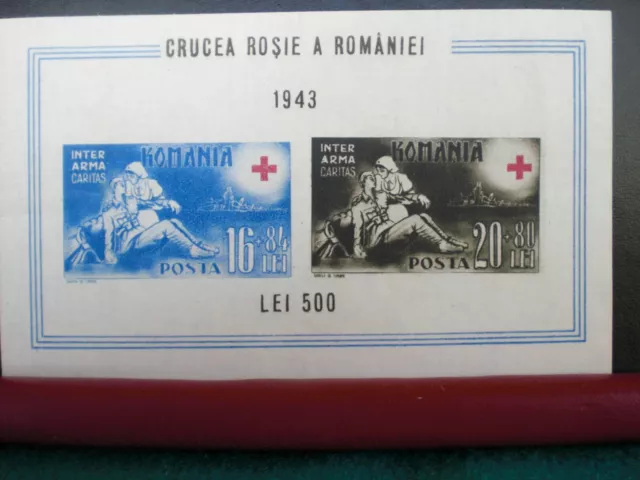 CRUCEA ROȘIE A ROMÂNIEI
1943
INTER
ARMA
CARITAS
ROMANIA
POSTA
16+84
LEI
INTER
ARMA
CARITAS
ROMANIA
POSTA
20+80
LEI
LEI 500